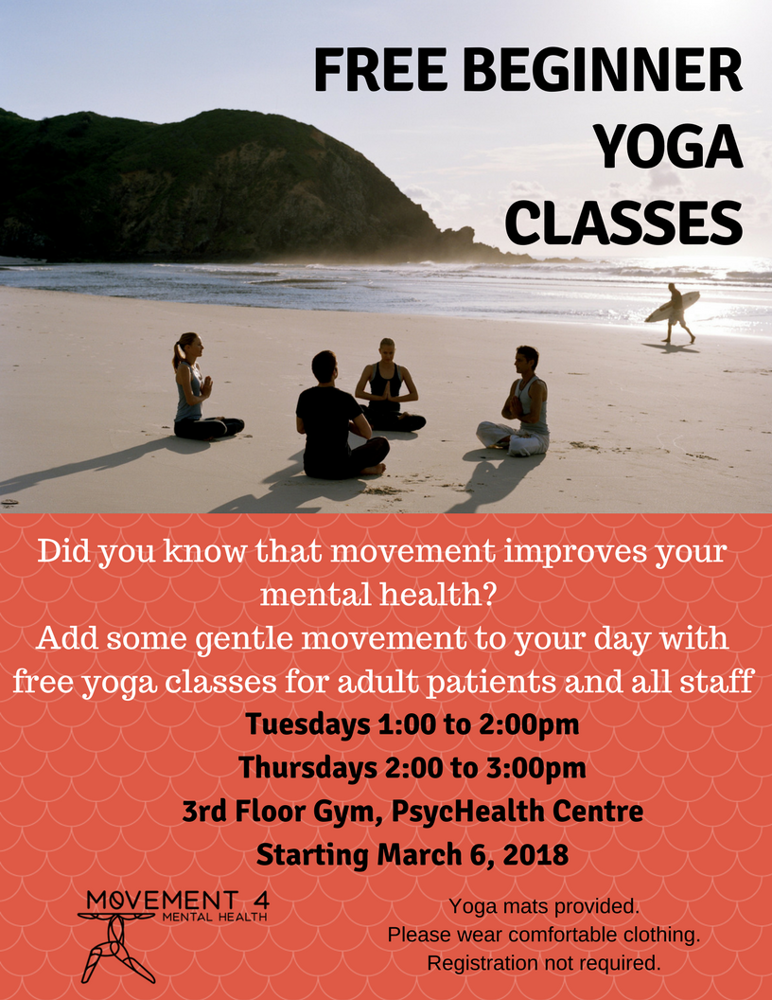 FREE BEGINNER
YOGA
CLASSES
Did you know that movement improves your
mental health?
Add some gentle movement to your day with
free yoga classes for adult patients and all staff
Tuesdays 1:00 to 2:00pm
Thursdays 2:00 to 3:00pm
3rd Floor Gym, PsycHealth Centre
Starting March 6, 2018
MOVEMENT 4
MENTAL HEALTH
Yoga mats provided.
Please wear comfortable clothing.
Registration not required.